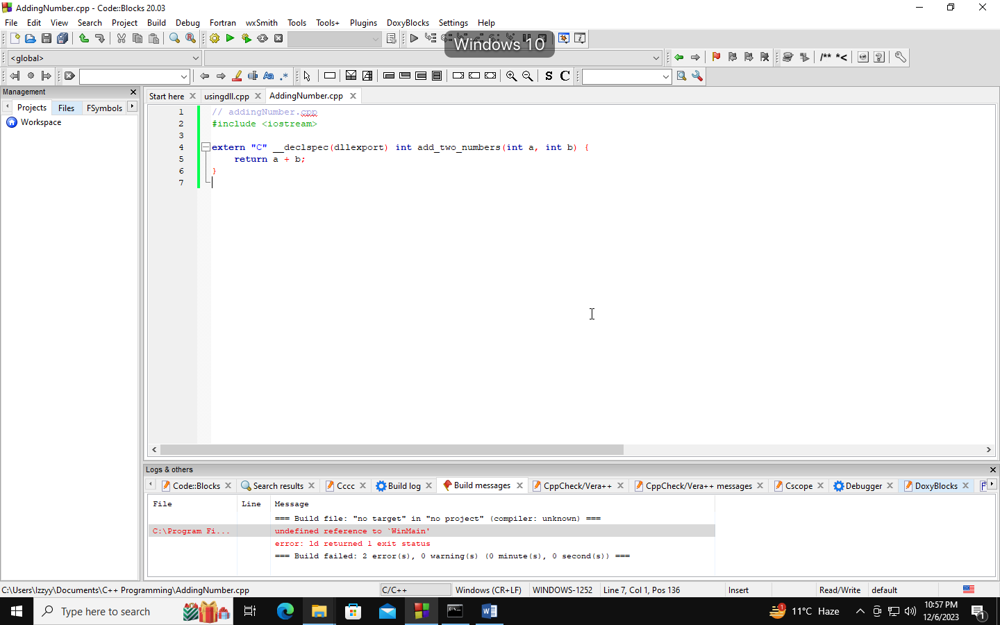 AddingNumber.cpp - Code::Blocks 20.03
File Edit View Search Project Build Debug Fortran wxSmith Tools Tools+ Plugins DoxyBlocks Settings Help
Windows 10
<global>
/** *<
Aa .*
S C
Management
Start here usingdll.cpp AddingNumber.cpp
Projects Files FSymbols
Workspace
1 // addingNumber.cpp
2 #include <iostream>
3
4 extern "C" __declspec(dllexport) int add_two_numbers(int a, int b) {
5 return a + b;
6 }
7
Logs & others
Code::Blocks Search results Cccc Build log Build messages CppCheck/Vera++ CppCheck/Vera++ messages Cscope Debugger DoxyBlocks F
File Line Message
=== Build file: "no target" in "no project" (compiler: unknown) ===
C:\Program Fi... undefined reference to `WinMain'
error: ld returned 1 exit status
=== Build failed: 2 error(s), 0 warning(s) (0 minute(s), 0 second(s)) ===
C:\Users\Izzyy\Documents\C++ Programming\AddingNumber.cpp C/C++ Windows (CR+LF) WINDOWS-1252 Line 7, Col 1, Pos 136 Insert Read/Write default
Type here to search
1 11°C Haze
10:57 PM
12/6/2023
1